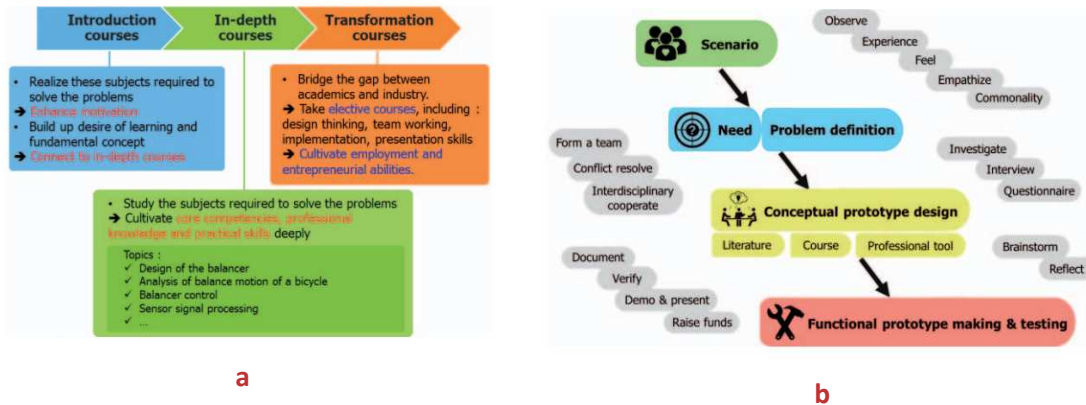 Introduction
courses
In-depth
courses
Transformation
courses
• Realize these subjects required to
solve the problems
➔ Enhance motivation
• Build up desire of learning and
fundamental concept
➔ Connect to in-depth courses
• Bridge the gap between
academics and industry.
➔ Take elective courses, including :
design thinking, team working,
implementation, presentation skills
➔ Cultivate employment and
entrepreneurial abilities.
• Study the subjects required to solve the problems
➔ Cultivate core competencies, professional
knowledge and practical skills deeply
Topics :
✓ Design of the balancer
✓ Analysis of balance motion of a bicycle
✓ Balancer control
✓ Sensor signal processing
✓ ...
a
Scenario
Observe
Experience
Feel
Empathize
Commonality
Need
Problem definition
Form a team
Conflict resolve
Interdisciplinary
cooperate
Investigate
Interview
Questionnaire
Conceptual prototype design
Literature
Course
Professional tool
Document
Verify
Demo & present
Raise funds
Brainstorm
Reflect
Functional prototype making & testing
b